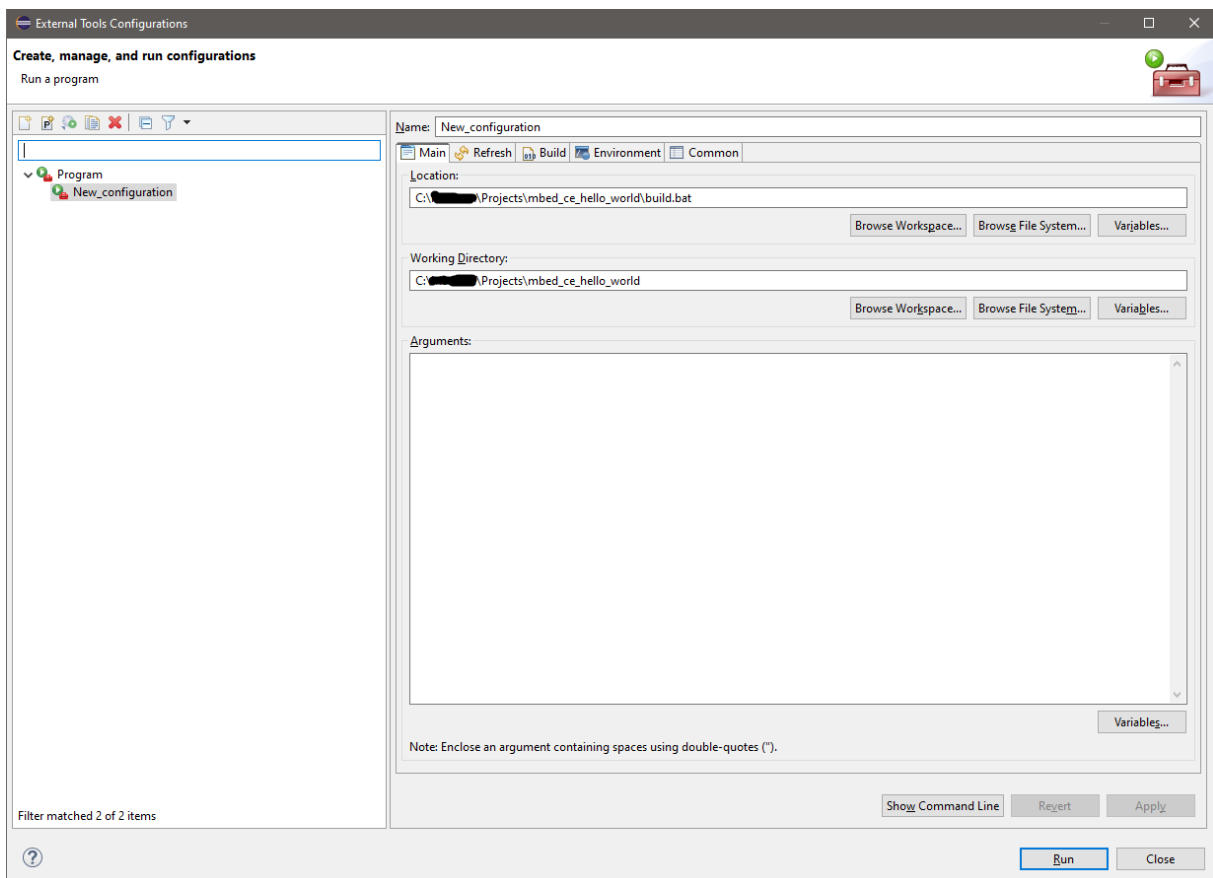 External Tools Configurations
Create, manage, and run configurations
Run a program
Name: New_configuration
Main Refresh Build Environment Common
Program
New_configuration
Location:
C:\ \Projects\mbed_ce_hello_world\build.bat
Browse Workspace... Browse File System... Variables...
Working Directory:
C:\ \Projects\mbed_ce_hello_world
Browse Workspace... Browse File System... Variables...
Arguments:
Variables...
Note: Enclose an argument containing spaces using double-quotes (").
Filter matched 2 of 2 items
Show Command Line Revert Apply
Run Close